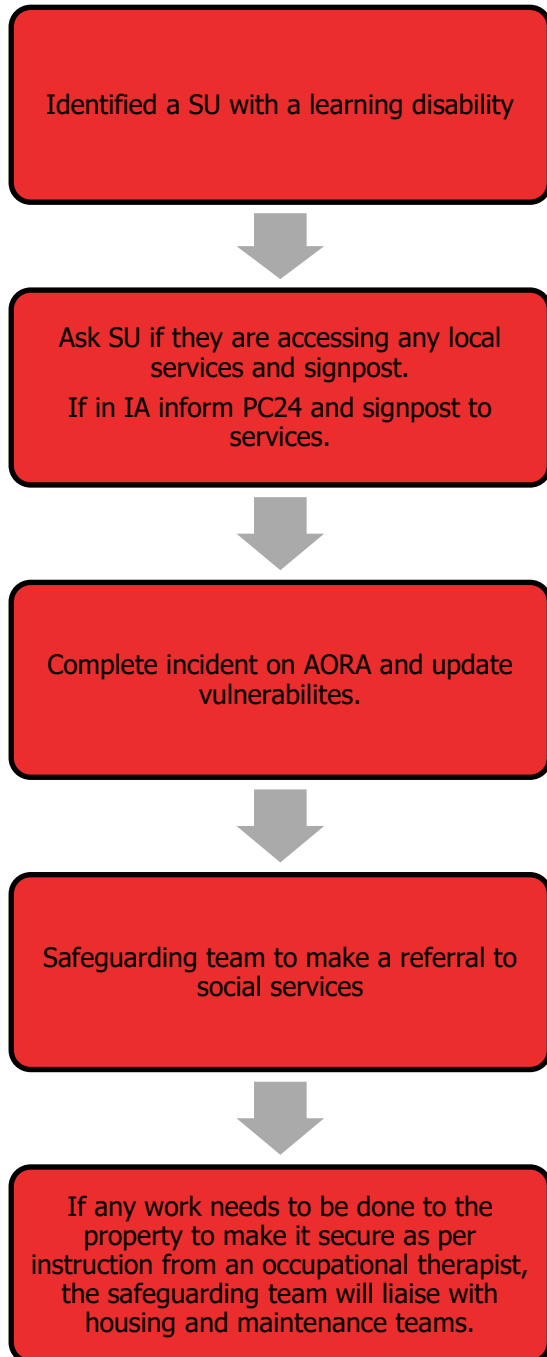 Identified a SU with a learning disability
Ask SU if they are accessing any local
services and signpost.
If in IA inform PC24 and signpost to
services.
Complete incident on AORA and update
vulnerabilites.
Safeguarding team to make a referral to
social services
If any work needs to be done to the
property to make it secure as per
instruction from an occupational therapist,
the safeguarding team will liaise with
housing and maintenance teams.